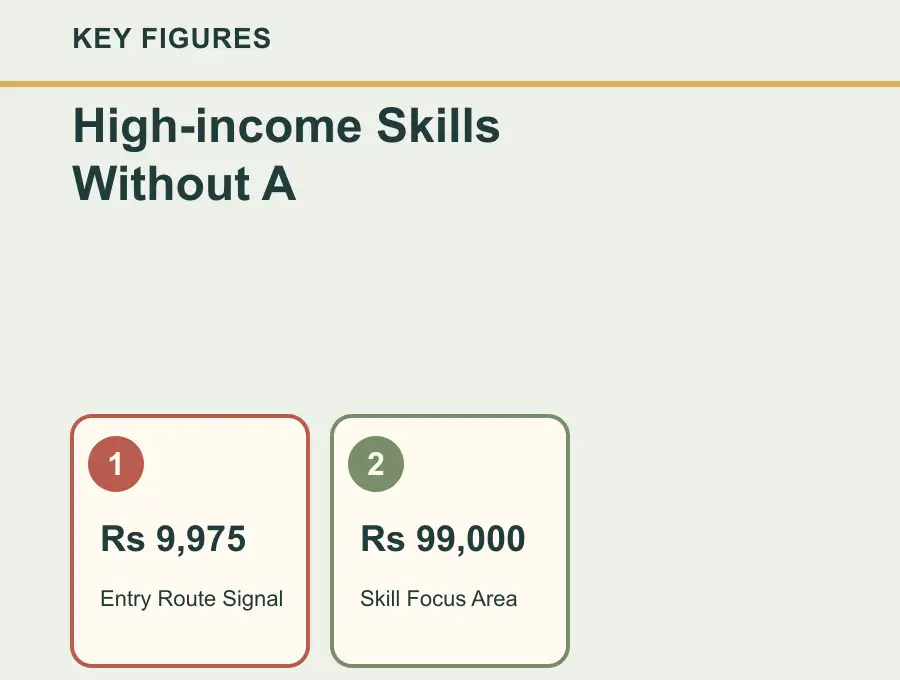 KEY FIGURES
High-income Skills
Without A
1
Rs 9,975
Entry Route Signal
2
Rs 99,000
Skill Focus Area